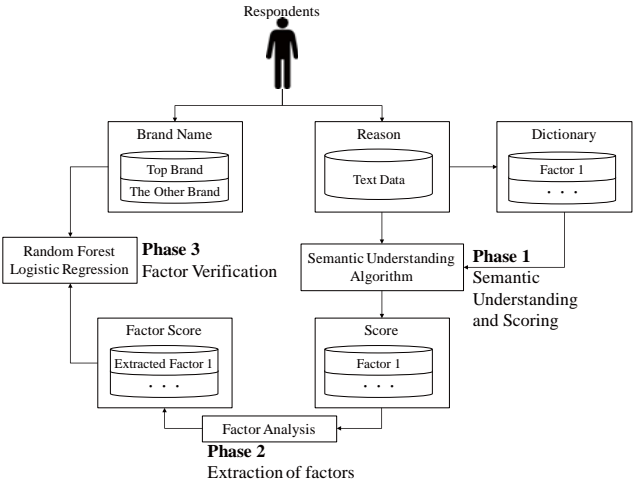 Respondents
Brand Name
Top Brand
The Other Brand
Reason
Text Data
Dictionary
Factor 1
· · ·
Random Forest
Logistic Regression
Phase 3
Factor Verification
Semantic Understanding
Algorithm
Phase 1
Semantic
Understanding
and Scoring
Factor Score
Extracted Factor 1
· · ·
Score
Factor 1
· · ·
Factor Analysis
Phase 2
Extraction of factors